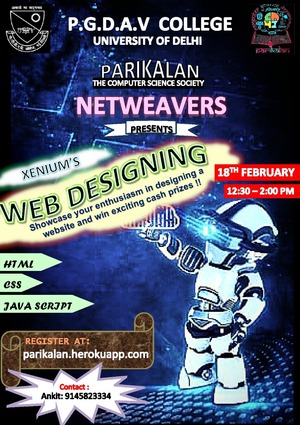 P.G.D.A.V COLLEGE
UNIVERSITY OF DELHI
PARIKALAN
THE COMPUTER SCIENCE SOCIETY
NETWEAVERS
PRESENTS
XENIUM'S
WEB DESIGNING
Showcase your enthusiasm in designing a
website and win exciting cash prizes !!
18TH FEBRUARY
12:30 – 2:00 PM
HTML
CSS
JAVA SCRIPT
REGISTER AT:
parikalan.herokuapp.com
Contact :
Ankit: 9145823334
parikalan